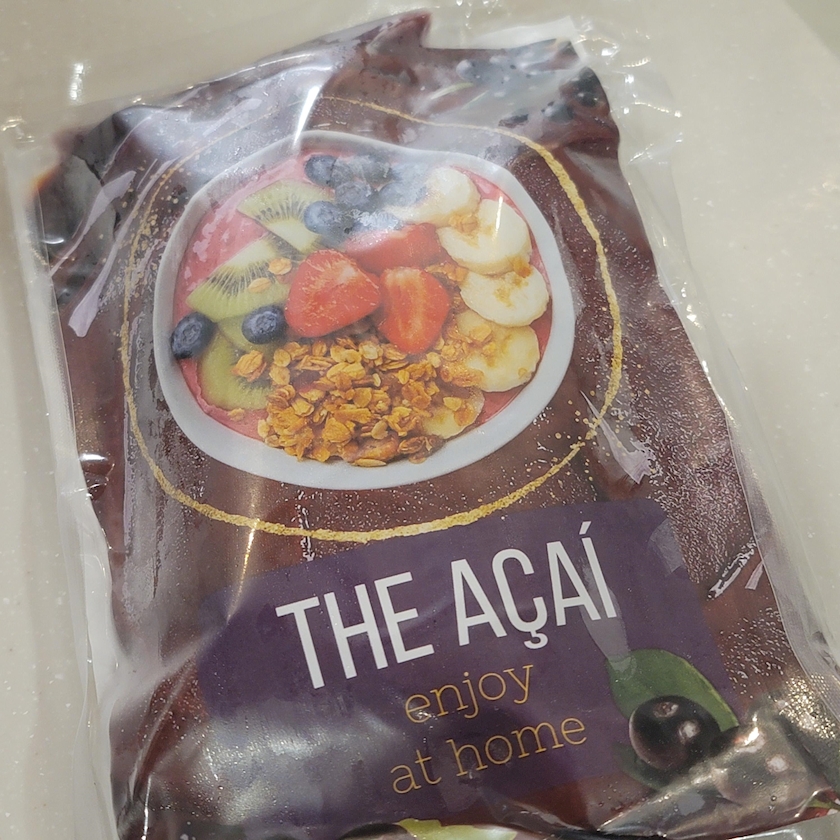 THE AÇAÍ
enjoy
at home